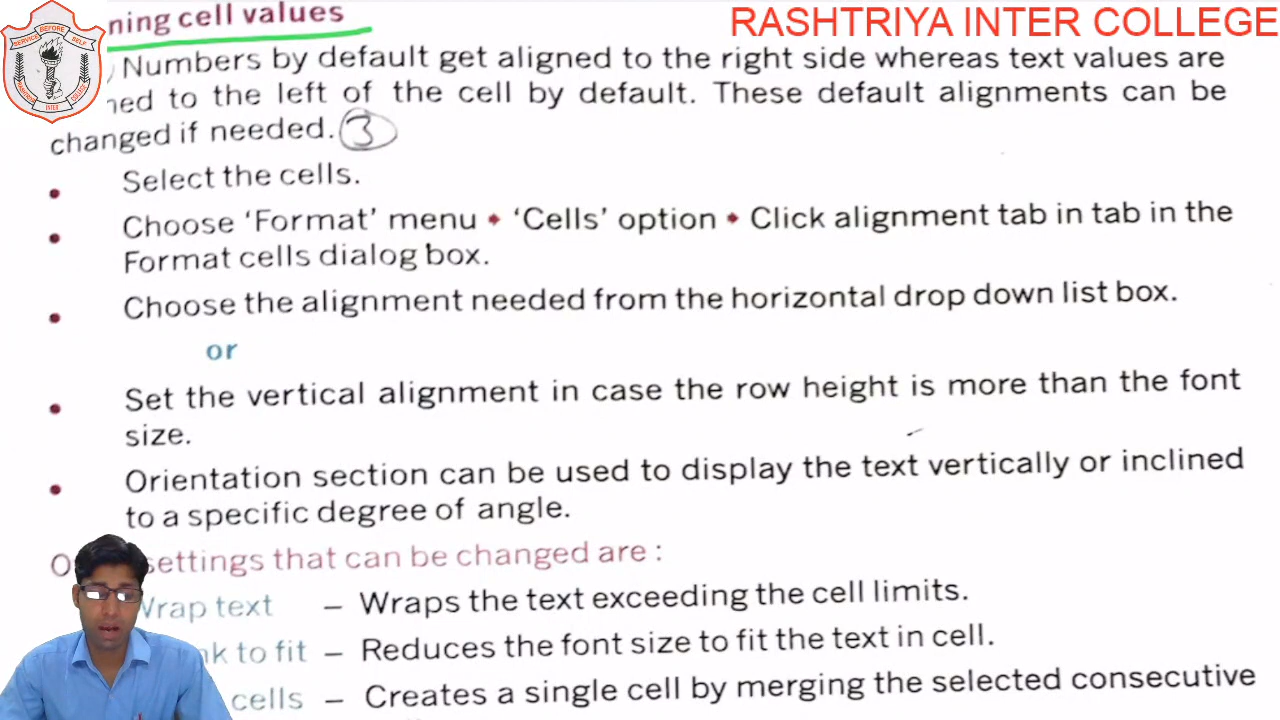 RASHTRIYA INTER COLLEGE
SERVICE BEFORE SELF
INTER
ning cell values
Numbers by default get aligned to the right side whereas text values are
ned to the left of the cell by default. These default alignments can be
changed if needed. 3
• Select the cells.
• Choose ‘Format’ menu • ‘Cells’ option • Click alignment tab in tab in the
Format cells dialog box.
• Choose the alignment needed from the horizontal drop down list box.
or
• Set the vertical alignment in case the row height is more than the font
size.
• Orientation section can be used to display the text vertically or inclined
to a specific degree of angle.
O settings that can be changed are :
Wrap text – Wraps the text exceeding the cell limits.
nk to fit – Reduces the font size to fit the text in cell.
cells – Creates a single cell by merging the selected consecutive